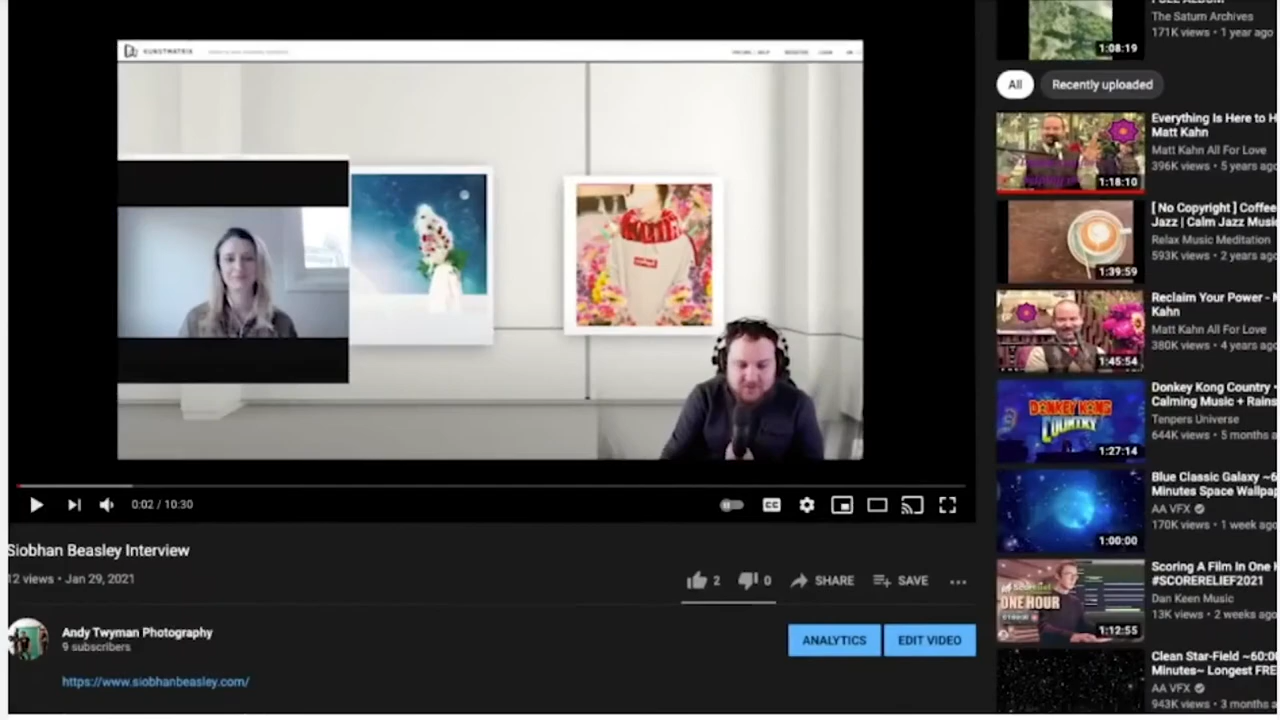 KUNSTMATRIX
0:02 / 10:30
CC
Siobhan Beasley Interview
12 views • Jan 29, 2021
2
0
SHARE
SAVE
Andy Twyman Photography
9 subscribers
ANALYTICS
EDIT VIDEO
https://www.siobhanbeasley.com/
FULL ALBUM
The Saturn Archives
171K views • 1 year ago
1:08:19
All
Recently uploaded
Everything Is Here to H
Matt Kahn
Matt Kahn All For Love
396K views • 5 years ago
1:18:10
[ No Copyright ] Coffee
Jazz | Calm Jazz Music
Relax Music Meditation
593K views • 2 years ago
1:39:59
Reclaim Your Power -
Kahn
Matt Kahn All For Love
380K views • 4 years ago
1:45:54
DONKEY KONG
COUNTRY
Donkey Kong Country
Calming Music + Rains
Tenpers Universe
644K views • 5 months a
1:27:14
Blue Classic Galaxy ~6
Minutes Space Wallpap
AA VFX
170K views • 1 week ago
1:00:00
ONE HOUR
Scoring A Film In One H
#SCORERELIEF2021
Dan Keen Music
13K views • 2 weeks ago
1:12:55
Clean Star-Field ~60:00
Minutes~ Longest FRE
AA VFX
943K views • 3 months a